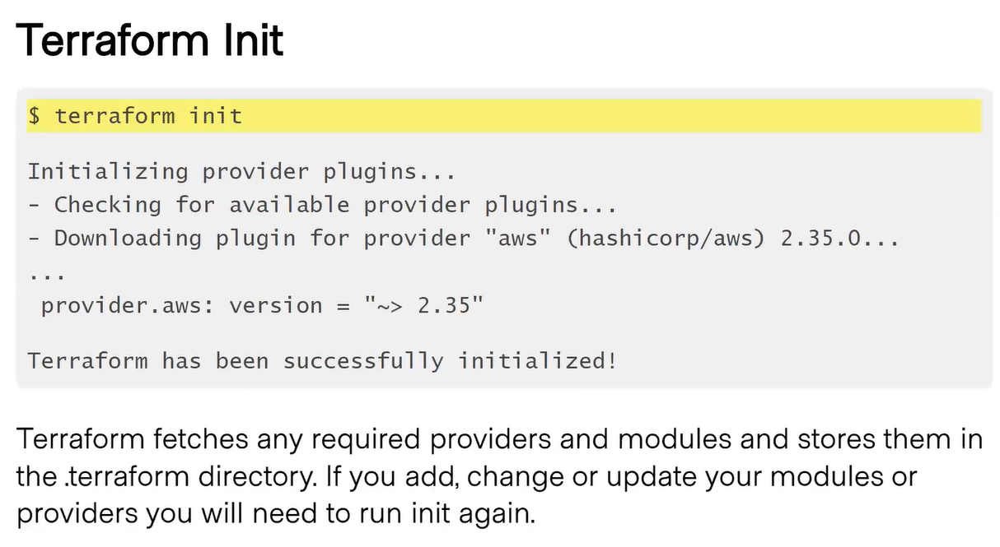 Terraform Init
$ terraform init
Initializing provider plugins...
- Checking for available provider plugins...
- Downloading plugin for provider "aws" (hashicorp/aws) 2.35.0...
...
provider.aws: version = "~> 2.35"
Terraform has been successfully initialized!
Terraform fetches any required providers and modules and stores them in
the .terraform directory. If you add, change or update your modules or
providers you will need to run init again.